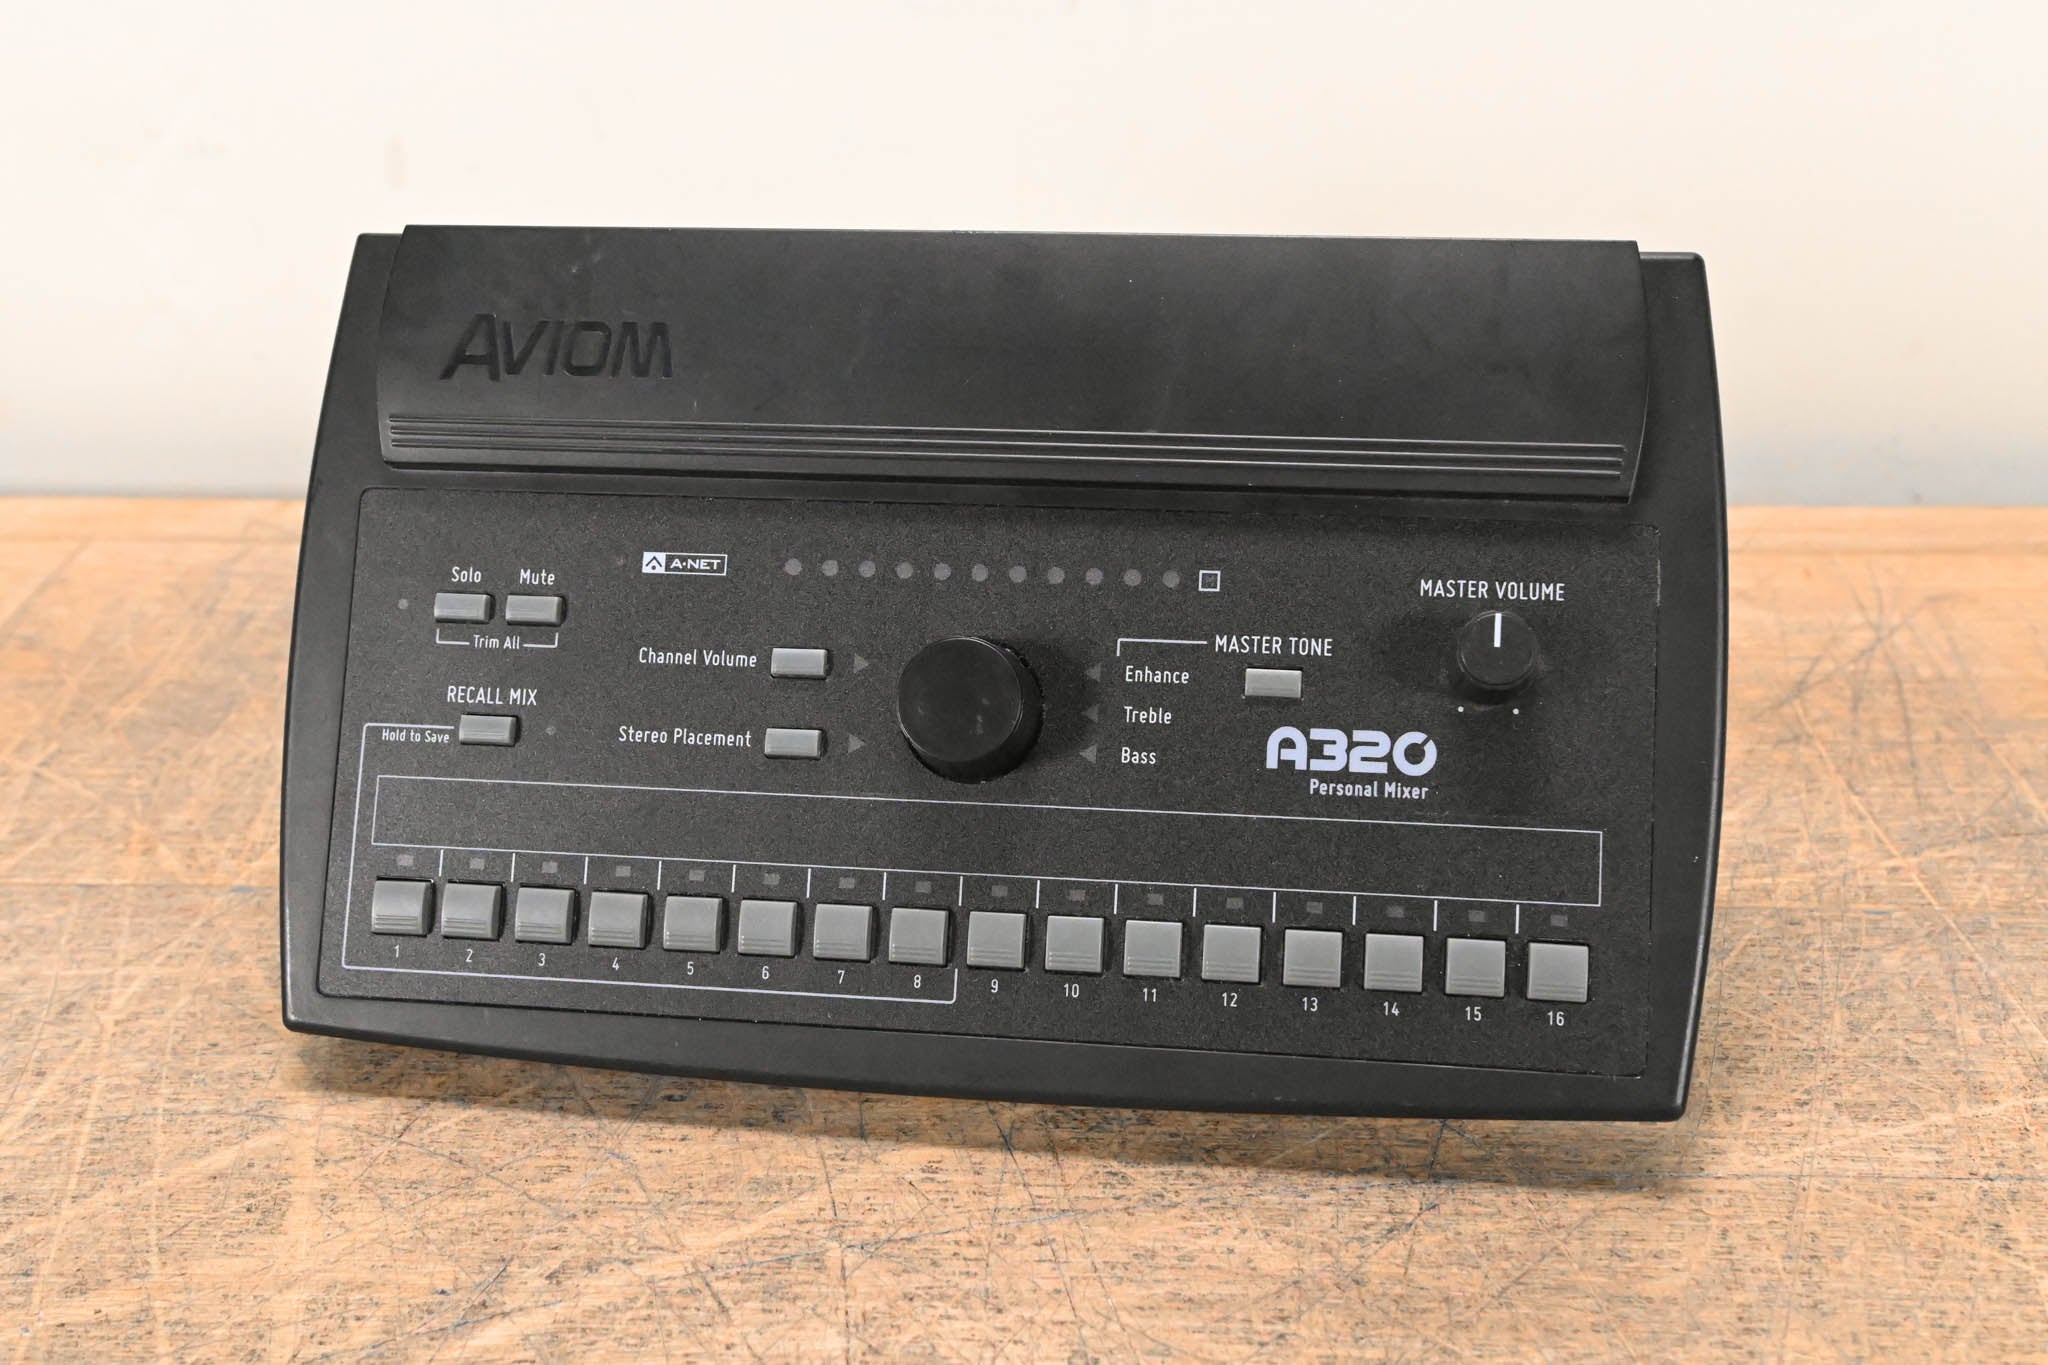 AVIOM
A·NET
Solo Mute
Trim All
MASTER VOLUME
Channel Volume
MASTER TONE
Enhance
RECALL MIX
Hold to Save
Stereo Placement
Treble
Bass
A320
Personal Mixer
1 2 3 4 5 6 7 8 9 10 11 12 13 14 15 16